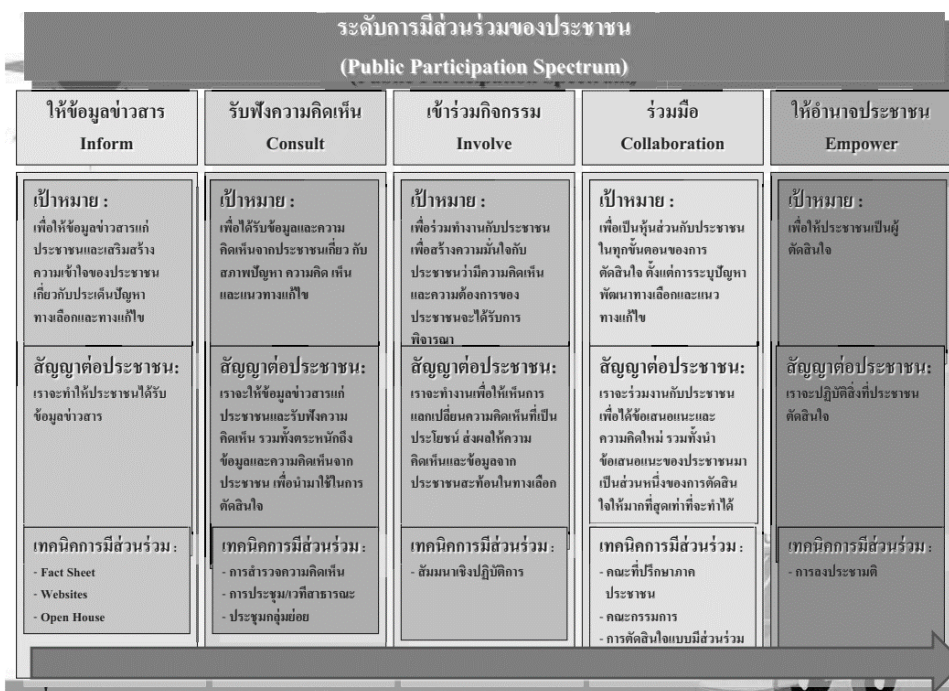 ระดับการมีส่วนร่วมของประชาชน
(Public Participation Spectrum)
ให้ข้อมูลข่าวสาร
Inform
รับฟังความคิดเห็น
Consult
เข้าร่วมกิจกรรม
Involve
ร่วมมือ
Collaboration
ให้อำนาจประชาชน
Empower
เป้าหมาย :
เพื่อให้ข้อมูลข่าวสารแก่
ประชาชนและเสริมสร้าง
ความเข้าใจของประชาชน
เกี่ยวกับประเด็นปัญหา
ทางเลือกและทางแก้ไข
เป้าหมาย :
เพื่อได้รับข้อมูลและความ
คิดเห็นจากประชาชนเกี่ยว กับ
สภาพปัญหา ความคิด เห็น
และแนวทางแก้ไข
เป้าหมาย :
เพื่อร่วมทำงานกับประชาชน
เพื่อสร้างความมั่นใจกับ
ประชาชนว่ามีความคิดเห็น
และความต้องการของ
ประชาชนจะได้รับการ
พิจารณา
เป้าหมาย :
เพื่อเป็นหุ้นส่วนกับประชาชน
ในทุกขั้นตอนของการ
ตัดสินใจ ตั้งแต่การระบุปัญหา
พัฒนาทางเลือกและแนว
ทางแก้ไข
เป้าหมาย :
เพื่อให้ประชาชนเป็นผู้
ตัดสินใจ
สัญญาต่อประชาชน:
เราจะทำให้ประชาชนได้รับ
ข้อมูลข่าวสาร
สัญญาต่อประชาชน:
เราจะให้ข้อมูลข่าวสารแก่
ประชาชนและรับฟังความ
คิดเห็น รวมทั้งตระหนักถึง
ข้อมูลและความคิดเห็นจาก
ประชาชน เพื่อนำมาใช้ในการ
ตัดสินใจ
สัญญาต่อประชาชน:
เราจะทำงานเพื่อให้เห็นการ
แลกเปลี่ยนความคิดเห็นที่เป็น
ประโยชน์ ส่งผลให้ความ
คิดเห็นและข้อมูลจาก
ประชาชนสะท้อนในทางเลือก
สัญญาต่อประชาชน:
เราจะร่วมงานกับประชาชน
เพื่อได้ข้อเสนอแนะและ
ความคิดใหม่ รวมทั้งนำ
ข้อเสนอแนะของประชาชนมา
เป็นส่วนหนึ่งของการตัดสิน
ใจให้มากที่สุดเท่าที่จะทำได้
สัญญาต่อประชาชน:
เราจะปฏิบัติสิ่งที่ประชาชน
ตัดสินใจ
เทคนิคการมีส่วนร่วม :
- Fact Sheet
- Websites
- Open House
เทคนิคการมีส่วนร่วม :
- การสำรวจความคิดเห็น
- การประชุม/เวทีสาธารณะ
- ประชุมกลุ่มย่อย
เทคนิคการมีส่วนร่วม :
- สัมมนาเชิงปฏิบัติการ
เทคนิคการมีส่วนร่วม :
- คณะที่ปรึกษาภาค
ประชาชน
- คณะกรรมการ
- การตัดสินใจแบบมีส่วนร่วม
เทคนิคการมีส่วนร่วม :
- การลงประชามติ